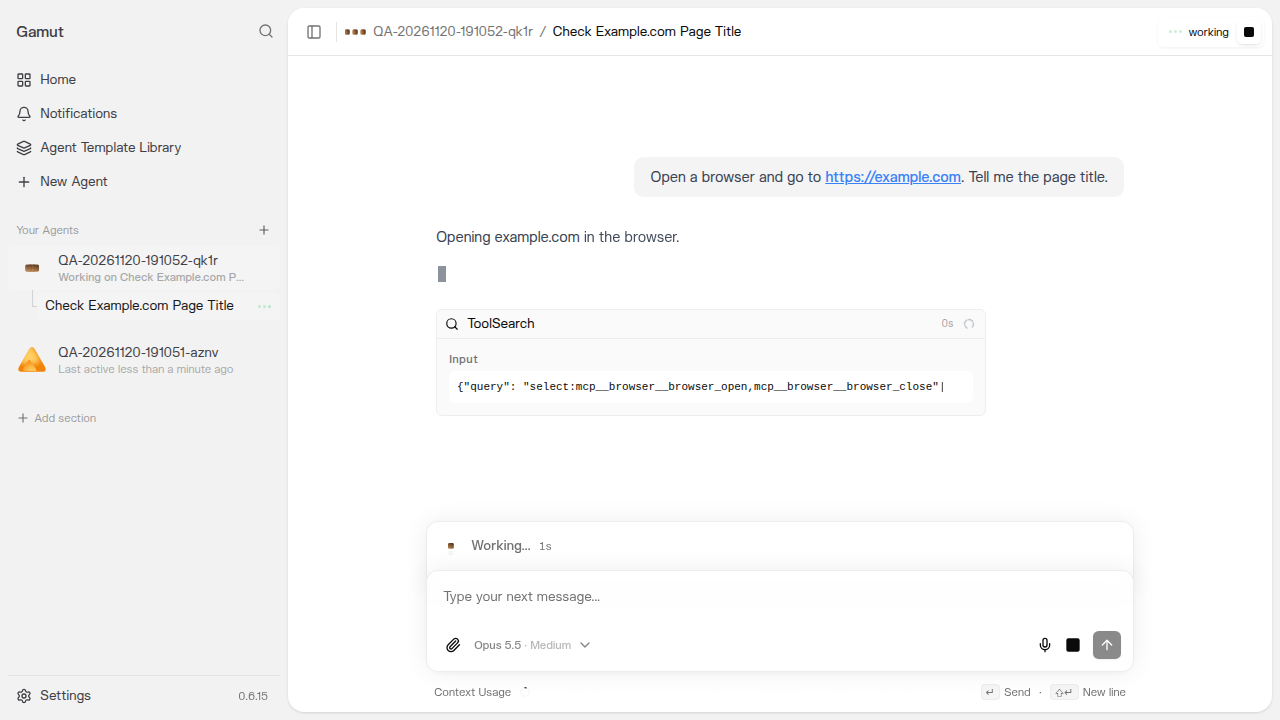 Gamut
Home
Notifications
Agent Template Library
New Agent
Your Agents
QA-20261120-191052-qk1r
Working on Check Example.com P...
Check Example.com Page Title
QA-20261120-191051-aznv
Last active less than a minute ago
Add section
Settings
0.6.15
QA-20261120-191052-qk1r / Check Example.com Page Title
working
Open a browser and go to https://example.com. Tell me the page title.
Opening example.com in the browser.
ToolSearch
0s
Input
{"query": "select:mcp__browser__browser_open,mcp__browser__browser_close"|
Working... 1s
Type your next message...
Opus 5.5 · Medium
Context Usage
Send · New line